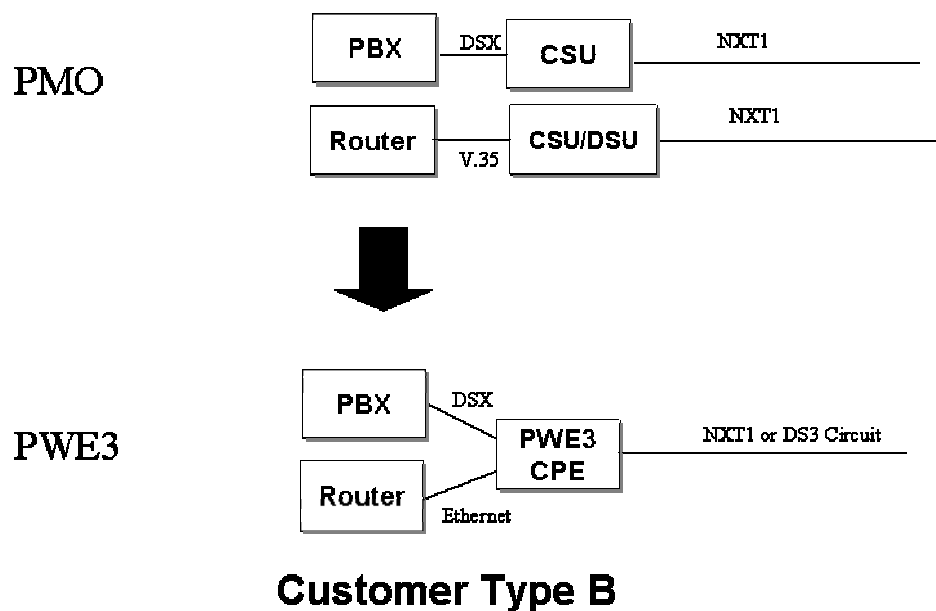 PMO
PBX
DSX
CSU
NXT1
Router
V.35
CSU/DSU
NXT1
PWE3
PBX
DSX
PWE3
CPE
NXT1 or DS3 Circuit
Router
Ethernet
Customer Type B